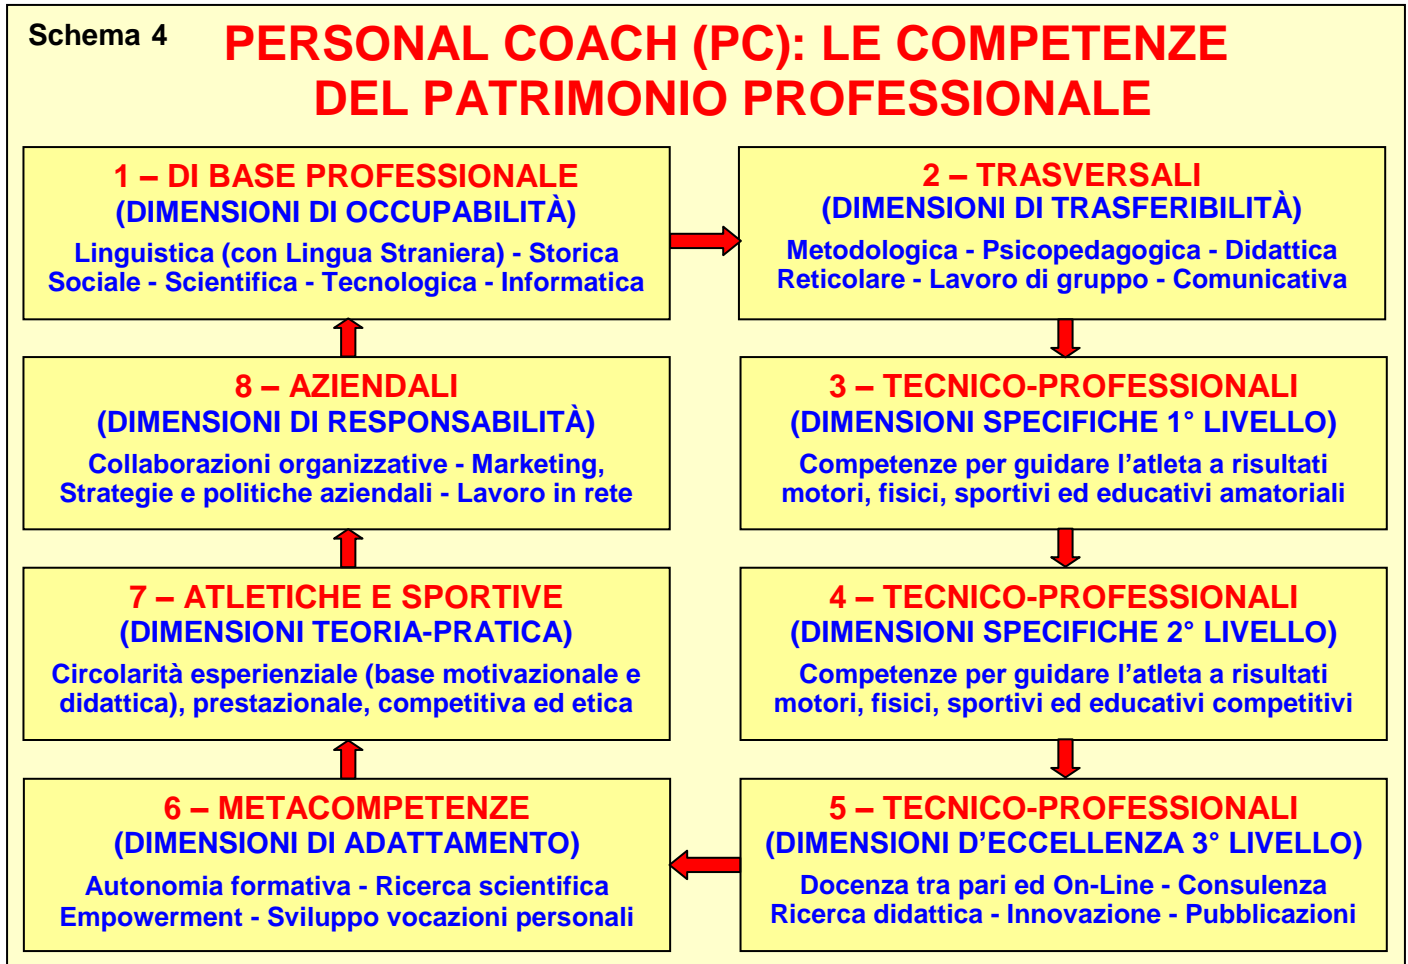 Schema 4
PERSONAL COACH (PC): LE COMPETENZE
DEL PATRIMONIO PROFESSIONALE
1 – DI BASE PROFESSIONALE
(DIMENSIONI DI OCCUPABILITÀ)
Linguistica (con Lingua Straniera) - Storica
Sociale - Scientifica - Tecnologica - Informatica
2 – TRASVERSALI
(DIMENSIONI DI TRASFERIBILITÀ)
Metodologica - Psicopedagogica - Didattica
Reticolare - Lavoro di gruppo - Comunicativa
3 – TECNICO-PROFESSIONALI
(DIMENSIONI SPECIFICHE 1° LIVELLO)
Competenze per guidare l’atleta a risultati
motori, fisici, sportivi ed educativi amatoriali
4 – TECNICO-PROFESSIONALI
(DIMENSIONI SPECIFICHE 2° LIVELLO)
Competenze per guidare l’atleta a risultati
motori, fisici, sportivi ed educativi competitivi
5 – TECNICO-PROFESSIONALI
(DIMENSIONI D’ECCELLENZA 3° LIVELLO)
Docenza tra pari ed On-Line - Consulenza
Ricerca didattica - Innovazione - Pubblicazioni
6 – METACOMPETENZE
(DIMENSIONI DI ADATTAMENTO)
Autonomia formativa - Ricerca scientifica
Empowerment - Sviluppo vocazioni personali
7 – ATLETICHE E SPORTIVE
(DIMENSIONI TEORIA-PRATICA)
Circolarità esperienziale (base motivazionale e
didattica), prestazionale, competitiva ed etica
8 – AZIENDALI
(DIMENSIONI DI RESPONSABILITÀ)
Collaborazioni organizzative - Marketing,
Strategie e politiche aziendali - Lavoro in rete